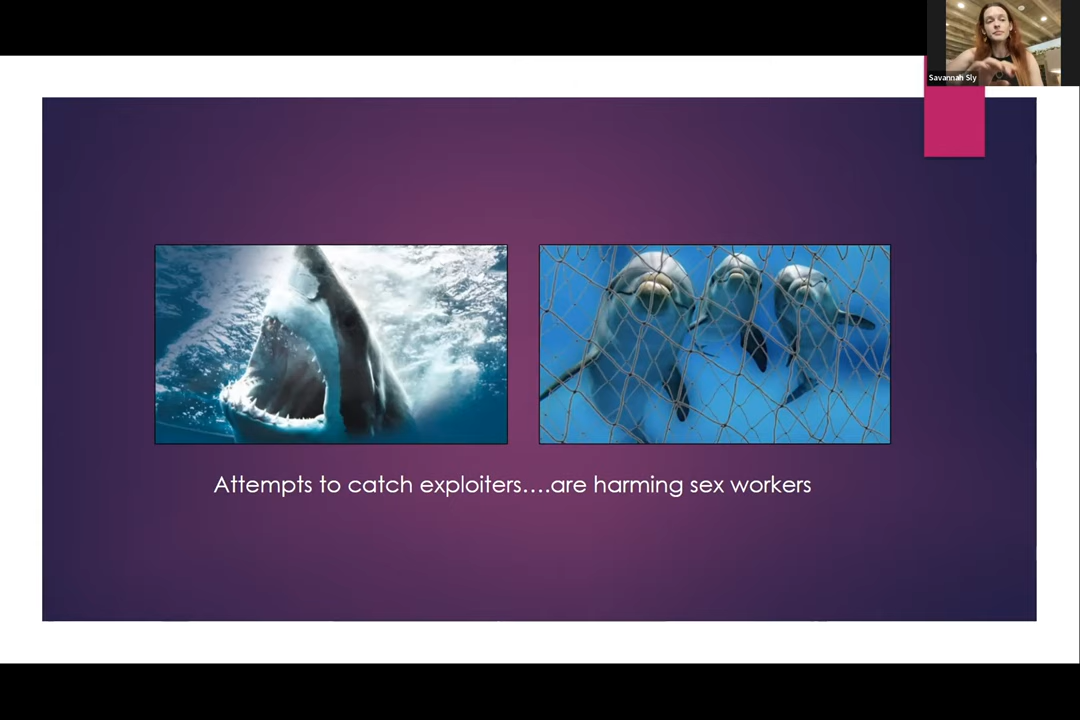 Savannah Sly
Attempts to catch exploiters....are harming sex workers